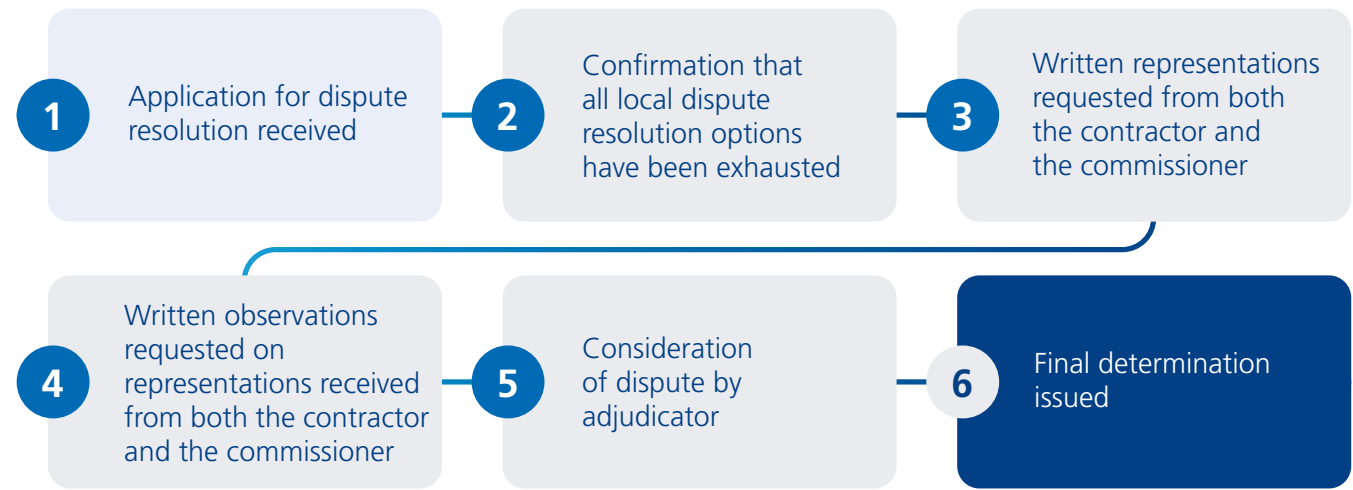 1
Application for dispute
resolution received
2
Confirmation that
all local dispute
resolution options
have been exhausted
3
Written representations
requested from both
the contractor and
the commissioner
4
Written observations
requested on
representations received
from both the contractor
and the commissioner
5
Consideration
of dispute by
adjudicator
6
Final determination
issued